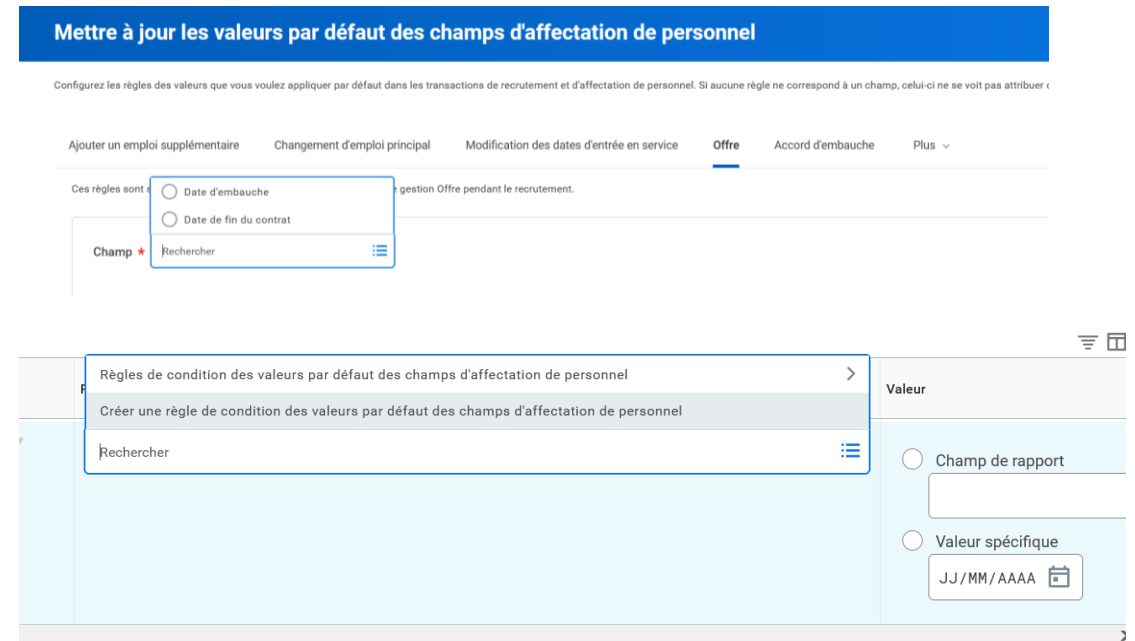 Mettre à jour les valeurs par défaut des champs d'affectation de personnel
Configurez les règles des valeurs que vous voulez appliquer par défaut dans les transactions de recrutement et d'affectation de personnel. Si aucune règle ne correspond à un champ, celui-ci ne se voit pas attribuer
Ajouter un emploi supplémentaire Changement d'emploi principal Modification des dates d'entrée en service Offre Accord d'embauche Plus
Ces règles sont gestion Offre pendant le recrutement.
Date d'embauche
Date de fin du contrat
Champ * Rechercher
Règles de condition des valeurs par défaut des champs d'affectation de personnel
Valeur
Créer une règle de condition des valeurs par défaut des champs d'affectation de personnel
Rechercher
Champ de rapport
Valeur spécifique
JJ/MM/AAAA